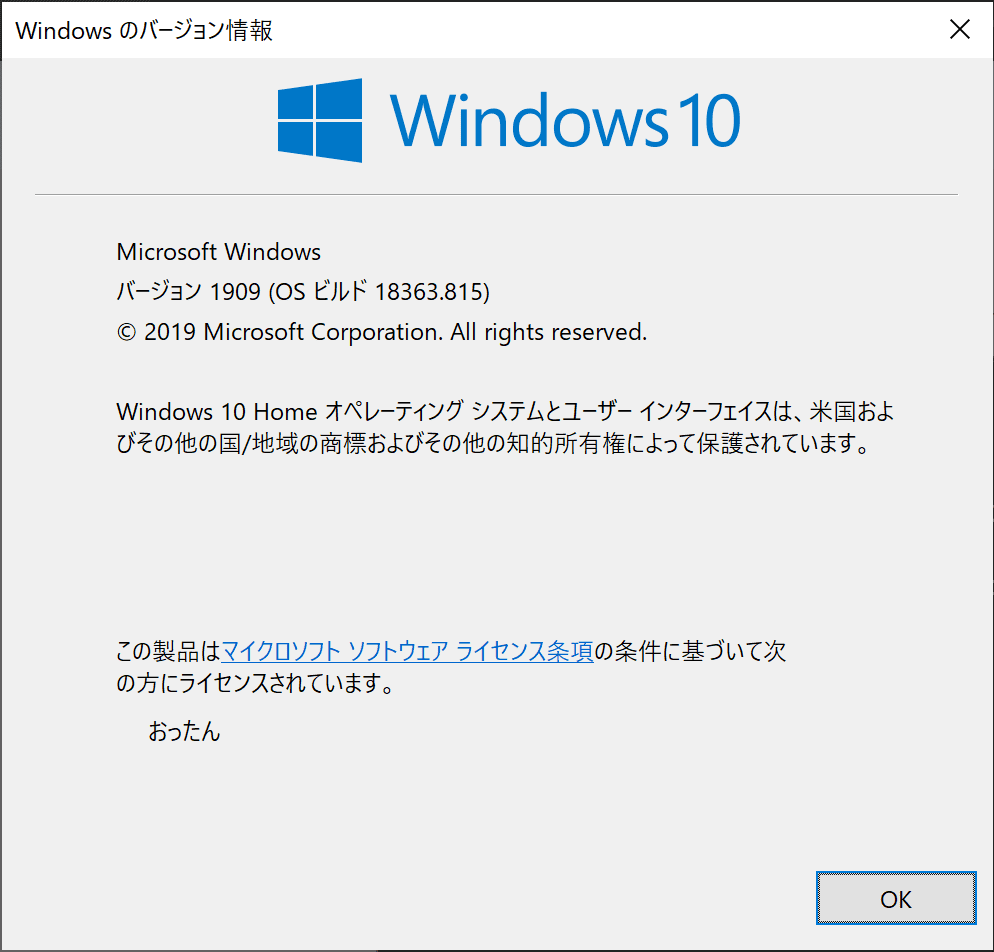 Windows のバージョン情報
Windows 10
Microsoft Windows
バージョン 1909 (OS ビルド 18363.815)
© 2019 Microsoft Corporation. All rights reserved.
Windows 10 Home オペレーティング システムとユーザー インターフェイスは、米国およ
びその他の国/地域の商標およびその他の知的所有権によって保護されています。
この製品はマイクロソフト ソフトウェア ライセンス条項の条件に基づいて次
の方にライセンスされています。
おったん
OK